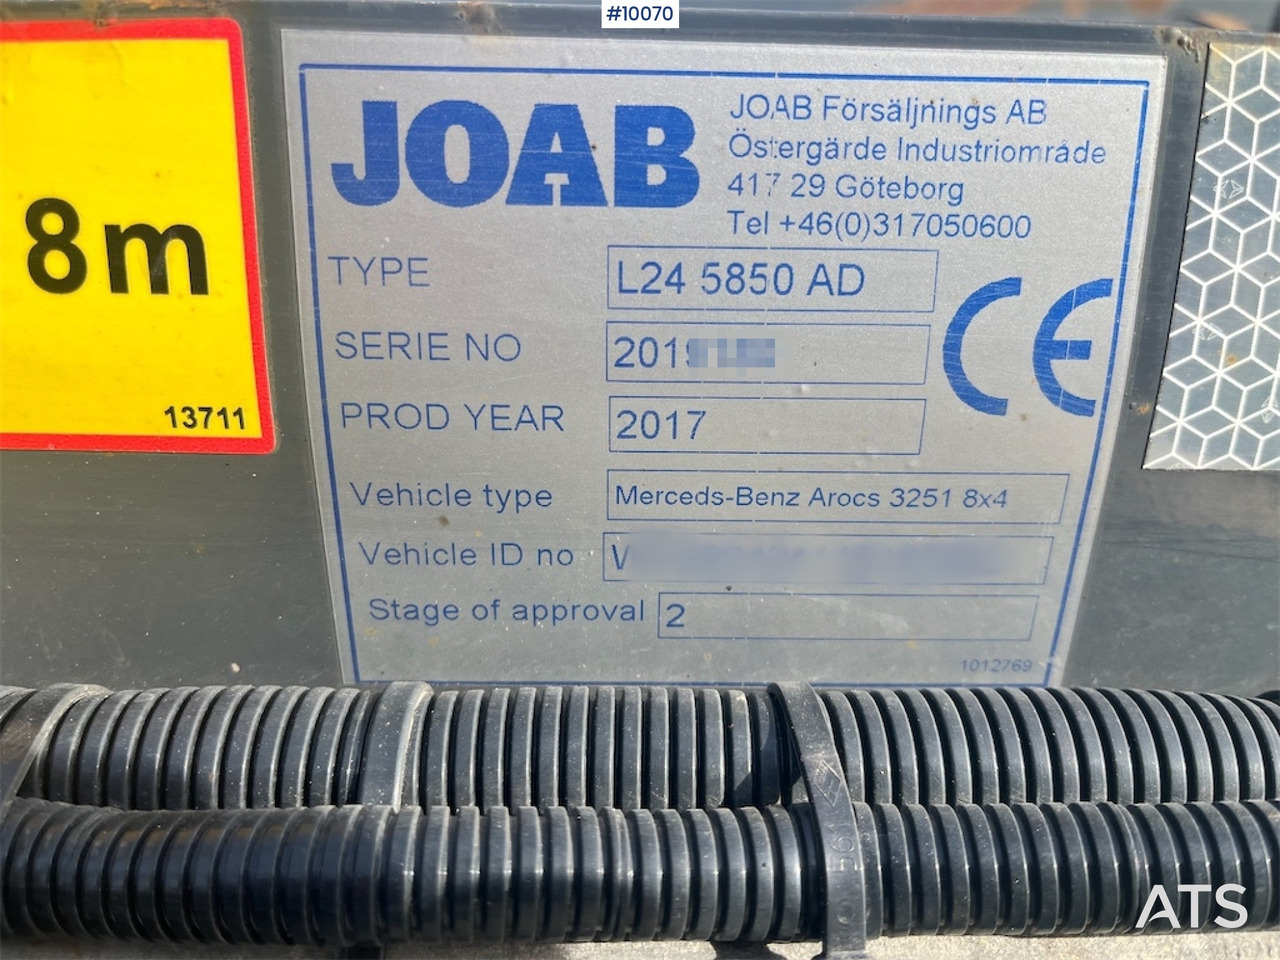 #10070
8m
13711
JOAB
JOAB Försäljnings AB
Östergärde Industriområde
417 29 Göteborg
Tel +46(0)317050600
TYPE L24 5850 AD
SERIE NO
PROD YEAR 2017
Vehicle type Merceds-Benz Arocs 3251 8x4
Vehicle ID no
Stage of approval 2
CE
1012769
ATS